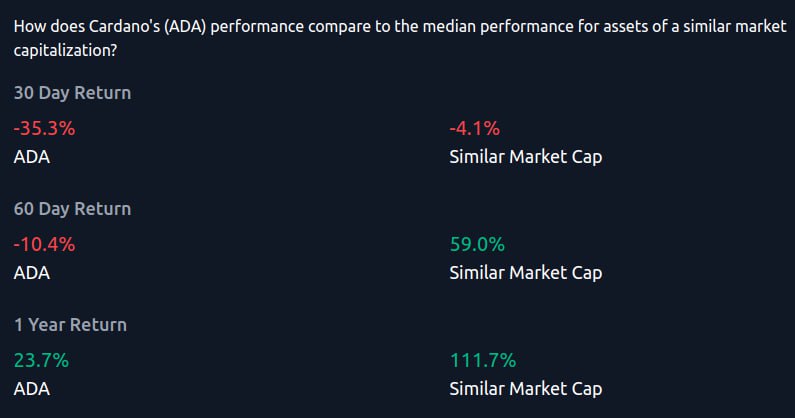 How does Cardano's (ADA) performance compare to the median performance for assets of a similar market
capitalization?
30 Day Return
-35.3% -4.1%
ADA Similar Market Cap
60 Day Return
-10.4% 59.0%
ADA Similar Market Cap
1 Year Return
23.7% 111.7%
ADA Similar Market Cap